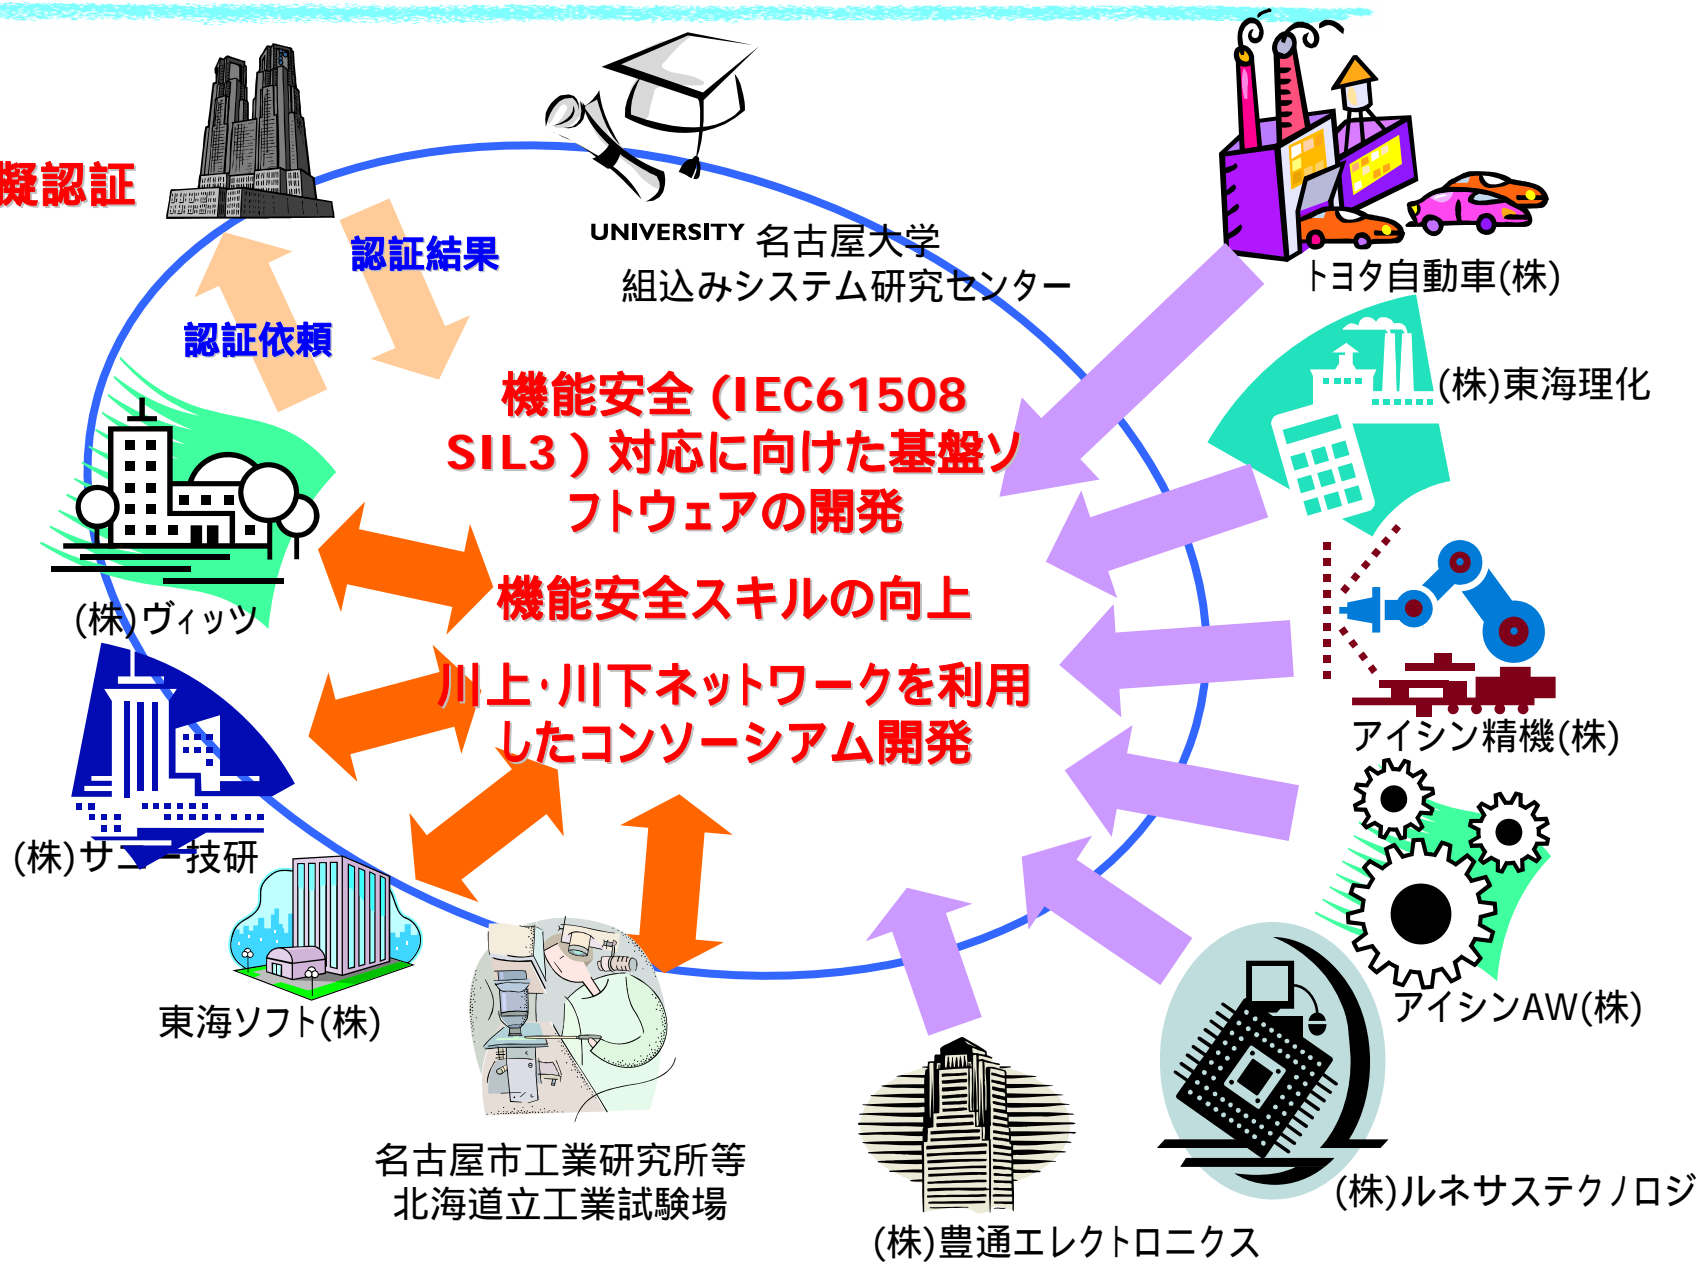 擬認証
認証結果
認証依頼
UNIVERSITY 名古屋大学
組込みシステム研究センター
トヨタ自動車(株)
(株)東海理化
機能安全 (IEC61508
SIL3 ) 対応に向けた基盤ソ
フトウェアの開発
機能安全スキルの向上
川上・川下ネットワークを利用
したコンソーシアム開発
(株)ヴィッツ
アイシン精機(株)
(株)サニー技研
アイシンAW(株)
東海ソフト(株)
名古屋市工業研究所等
北海道立工業試験場
(株)ルネサステクノロジ
(株)豊通エレクトロニクス